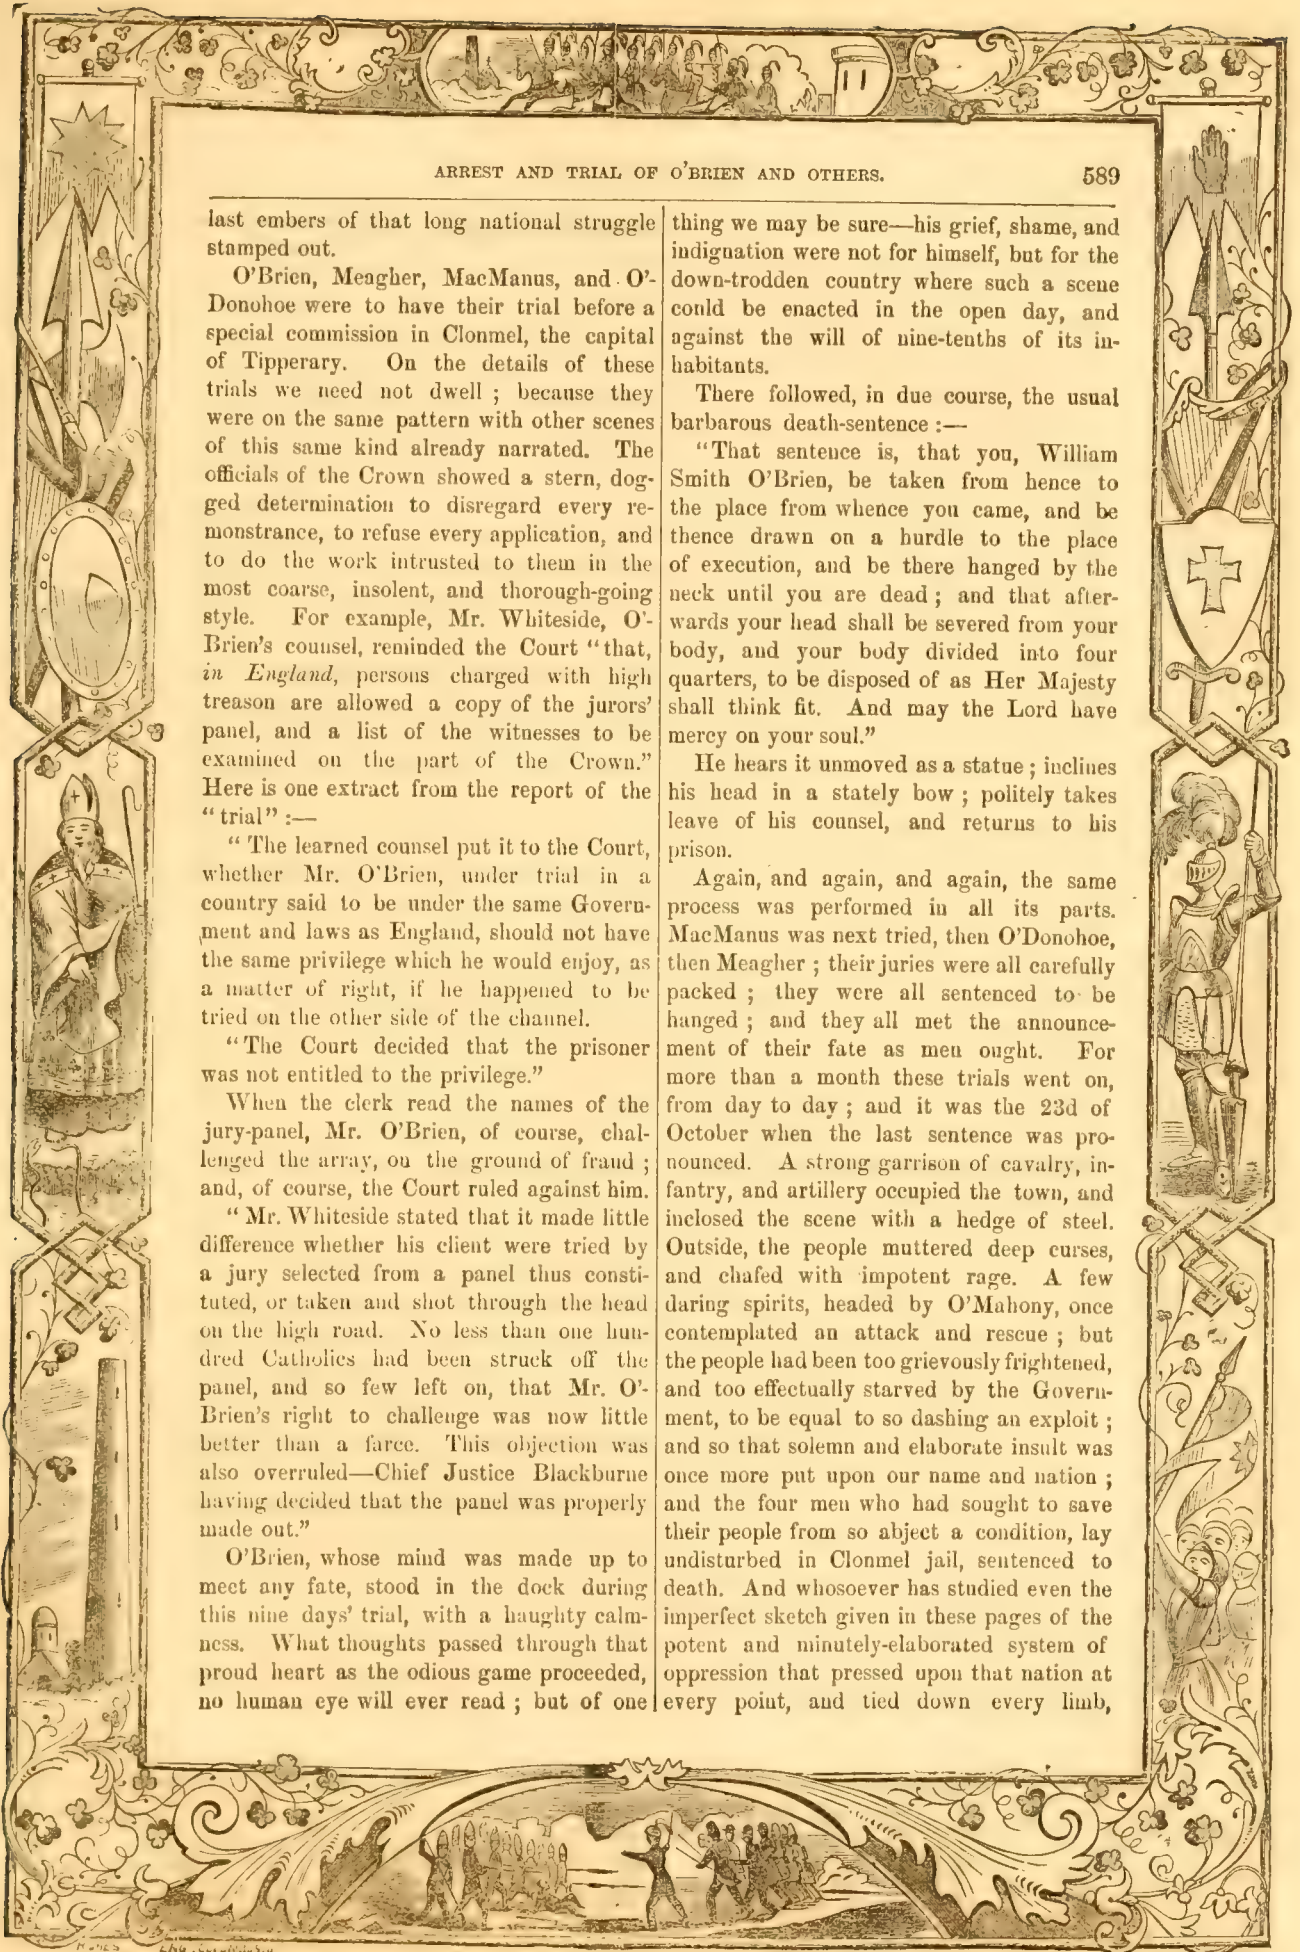 ARREST AND TRIAL OF O'BRIEN AND OTHERS. 589
last embers of that long national struggle
stamped out.
O'Brien, Meagher, MacManus, and O'-
Donohoe were to have their trial before a
special commission in Clonmel, the capital
of Tipperary. On the details of these
trials we need not dwell ; because they
were on the same pattern with other scenes
of this same kind already narrated. The
officials of the Crown showed a stern, dog-
ged determination to disregard every re-
monstrance, to refuse every application, and
to do the work intrusted to them in the
most coarse, insolent, and thorough-going
style. For example, Mr. Whiteside, O'-
Brien's counsel, reminded the Court "that,
in England, persons charged with high
treason are allowed a copy of the jurors'
panel, and a list of the witnesses to be
examined on the part of the Crown."
Here is one extract from the report of the
"trial" :—
"The learned counsel put it to the Court,
whether Mr. O'Brien, under trial in a
country said to be under the same Govern-
ment and laws as England, should not have
the same privilege which he would enjoy, as
a matter of right, if he happened to be
tried on the other side of the channel.
"The Court decided that the prisoner
was not entitled to the privilege."
When the clerk read the names of the
jury-panel, Mr. O'Brien, of course, chal-
lenged the array, on the ground of fraud ;
and, of course, the Court ruled against him.
"Mr. Whiteside stated that it made little
difference whether his client were tried by
a jury selected from a panel thus consti-
tuted, or taken and shot through the head
on the high road. No less than one hun-
dred Catholics had been struck off the
panel, and so few left on, that Mr. O'-
Brien's right to challenge was now little
better than a farce. This objection was
also overruled—Chief Justice Blackburne
having decided that the panel was properly
made out."
O'Brien, whose mind was made up to
meet any fate, stood in the dock during
this nine days' trial, with a haughty calm-
ness. What thoughts passed through that
proud heart as the odious game proceeded,
no human eye will ever read ; but of one
thing we may be sure—his grief, shame, and
indignation were not for himself, but for the
down-trodden country where such a scene
could be enacted in the open day, and
against the will of nine-tenths of its in-
habitants.
There followed, in due course, the usual
barbarous death-sentence :—
"That sentence is, that you, William
Smith O'Brien, be taken from hence to
the place from whence you came, and be
thence drawn on a hurdle to the place
of execution, and be there hanged by the
neck until you are dead ; and that after-
wards your head shall be severed from your
body, and your body divided into four
quarters, to be disposed of as Her Majesty
shall think fit. And may the Lord have
mercy on your soul."
He hears it unmoved as a statue ; inclines
his head in a stately bow ; politely takes
leave of his counsel, and returns to his
prison.
Again, and again, and again, the same
process was performed in all its parts.
MacManus was next tried, then O'Donohoe,
then Meagher ; their juries were all carefully
packed ; they were all sentenced to be
hanged ; and they all met the announce-
ment of their fate as men ought. For
more than a month these trials went on,
from day to day ; and it was the 23d of
October when the last sentence was pro-
nounced. A strong garrison of cavalry, in-
fantry, and artillery occupied the town, and
inclosed the scene with a hedge of steel.
Outside, the people muttered deep curses,
and chafed with impotent rage. A few
daring spirits, headed by O'Mahony, once
contemplated an attack and rescue ; but
the people had been too grievously frightened,
and too effectually starved by the Govern-
ment, to be equal to so dashing an exploit ;
and so that solemn and elaborate insult was
once more put upon our name and nation ;
and the four men who had sought to save
their people from so abject a condition, lay
undisturbed in Clonmel jail, sentenced to
death. And whosoever has studied even the
imperfect sketch given in these pages of the
potent and minutely-elaborated system of
oppression that pressed upon that nation at
every point, and tied down every limb,